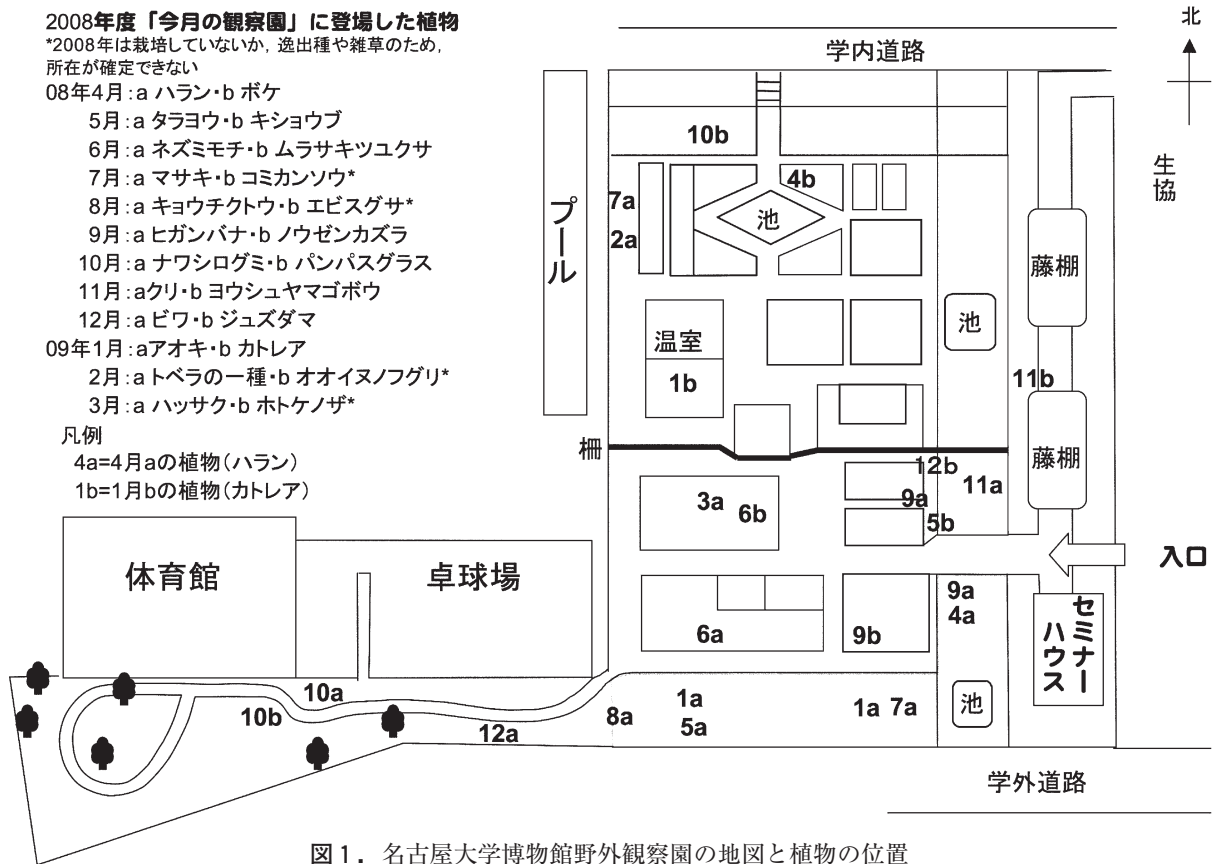 2008年度「今月の観察園」に登場した植物
*2008年は栽培していないか，逸出種や雑草のため，
所在が確定できない
08年4月：a ハラン・b ボケ
5月：a タラヨウ・b キショウブ
6月：a ネズミモチ・b ムラサキツユクサ
7月：a マサキ・b コミカンソウ*
8月：a キョウチクトウ・b エビスグサ*
9月：a ヒガンバナ・b ノウゼンカズラ
10月：a ナワシログミ・b パンパスグラス
11月：aクリ・b ヨウシュヤマゴボウ
12月：a ビワ・b ジュズダマ
09年1月：aアオキ・b カトレア
2月：a トベラの一種・b オオイヌノフグリ*
3月：a ハッサク・b ホトケノザ*
凡例
4a=4月aの植物（ハラン）
1b=1月bの植物（カトレア）
学内道路
北
生協
プール
10b
4b
7a
2a
池
藤棚
池
温室
1b
11b
藤棚
柵
12b
11a
9a
5b
3a
6b
入口
体育館
卓球場
9a
4a
6a
9b
セミナー
ハウス
10a
10b
12a
8a
1a
5a
1a 7a
池
学外道路
図1．名古屋大学博物館野外観察園の地図と植物の位置